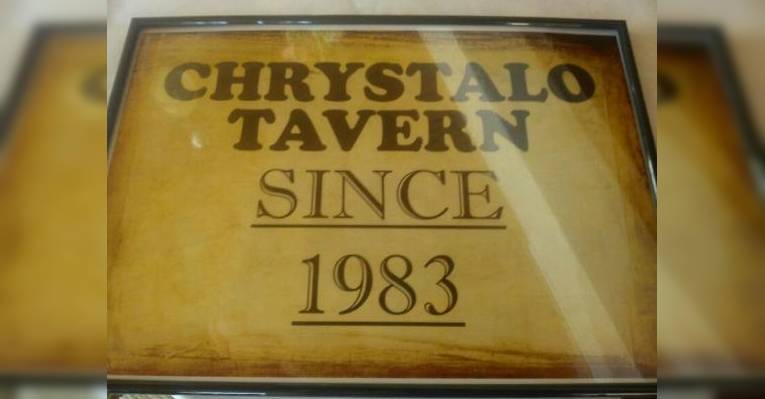 CHRYSTALO
TAVERN
SINCE
1983